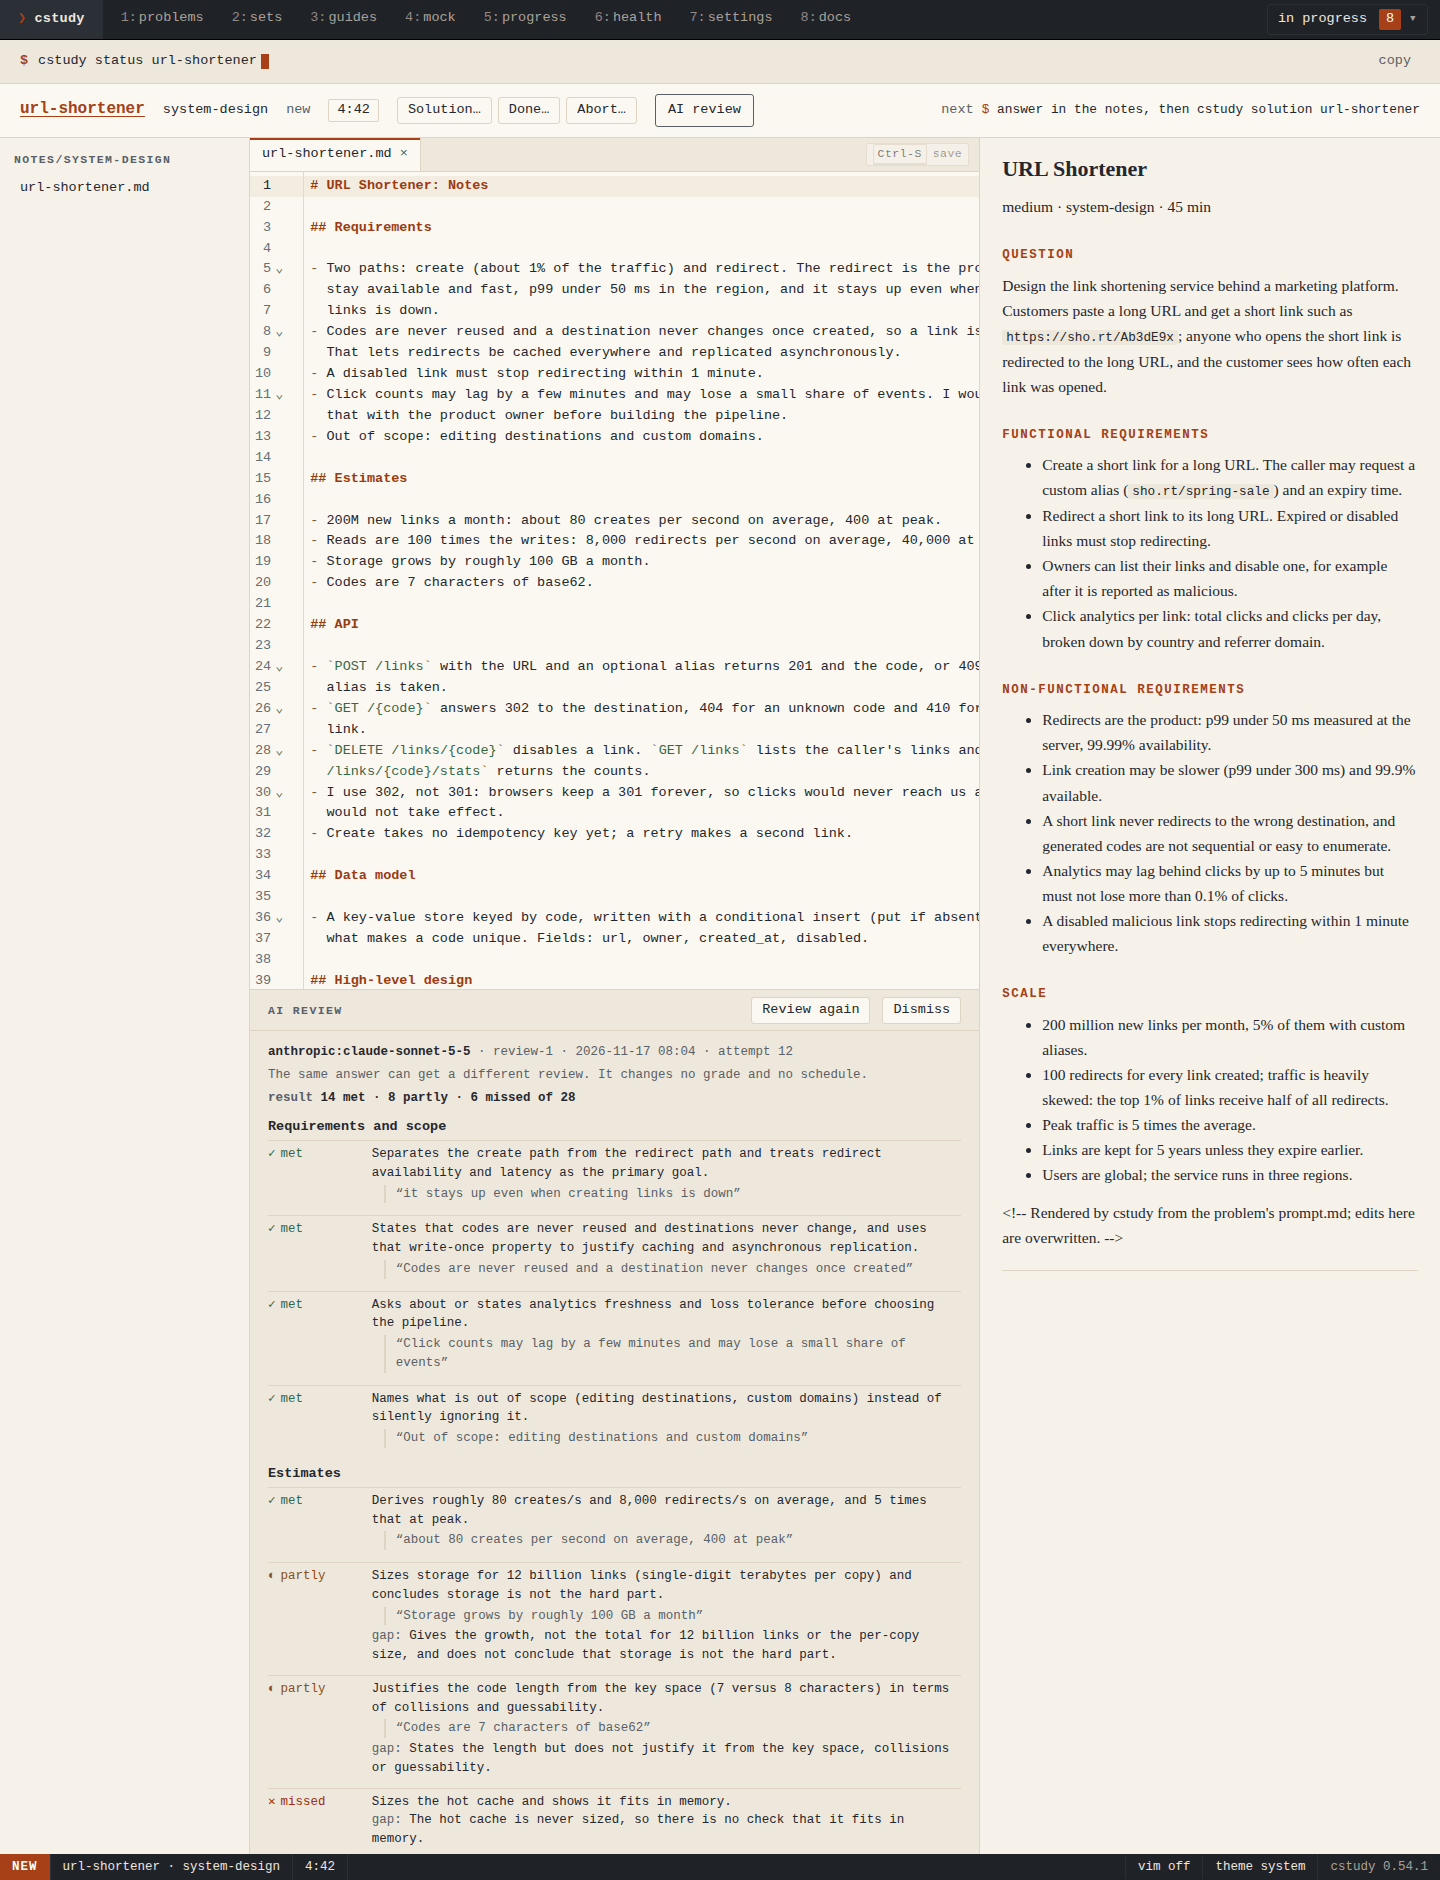 ❯ cstudy 1:problems 2:sets 3:guides 4:mock 5:progress 6:health 7:settings 8:docs in progress 8 ▾
$ cstudy status url-shortener copy
url-shortener system-design new 4:42 Solution… Done… Abort… AI review next $ answer in the notes, then cstudy solution url-shortener
NOTES/SYSTEM-DESIGN
url-shortener.md
url-shortener.md × Ctrl-S save
1 # URL Shortener: Notes
2
3 ## Requirements
4
5 - Two paths: create (about 1% of the traffic) and redirect. The redirect is the pro
6 stay available and fast, p99 under 50 ms in the region, and it stays up even when
7 links is down.
8 - Codes are never reused and a destination never changes once created, so a link is
9 That lets redirects be cached everywhere and replicated asynchronously.
10 - A disabled link must stop redirecting within 1 minute.
11 - Click counts may lag by a few minutes and may lose a small share of events. I wou
12 that with the product owner before building the pipeline.
13 - Out of scope: editing destinations and custom domains.
14
15 ## Estimates
16
17 - 200M new links a month: about 80 creates per second on average, 400 at peak.
18 - Reads are 100 times the writes: 8,000 redirects per second on average, 40,000 at
19 - Storage grows by roughly 100 GB a month.
20 - Codes are 7 characters of base62.
21
22 ## API
23
24 - `POST /links` with the URL and an optional alias returns 201 and the code, or 409
25 alias is taken.
26 - `GET /{code}` answers 302 to the destination, 404 for an unknown code and 410 for
27 link.
28 - `DELETE /links/{code}` disables a link. `GET /links` lists the caller's links and
29 /links/{code}/stats` returns the counts.
30 - I use 302, not 301: browsers keep a 301 forever, so clicks would never reach us a
31 would not take effect.
32 - Create takes no idempotency key yet; a retry makes a second link.
33
34 ## Data model
35
36 - A key-value store keyed by code, written with a conditional insert (put if absent
37 what makes a code unique. Fields: url, owner, created_at, disabled.
38
39 ## High-level design
AI REVIEW Review again Dismiss
anthropic:claude-sonnet-5-5 · review-1 · 2026-11-17 08:04 · attempt 12
The same answer can get a different review. It changes no grade and no schedule.
result 14 met · 8 partly · 6 missed of 28
Requirements and scope
✓ met Separates the create path from the redirect path and treats redirect
availability and latency as the primary goal.
“it stays up even when creating links is down”
✓ met States that codes are never reused and destinations never change, and uses
that write-once property to justify caching and asynchronous replication.
“Codes are never reused and a destination never changes once created”
✓ met Asks about or states analytics freshness and loss tolerance before choosing
the pipeline.
“Click counts may lag by a few minutes and may lose a small share of
events”
✓ met Names what is out of scope (editing destinations, custom domains) instead of
silently ignoring it.
“Out of scope: editing destinations and custom domains”
Estimates
✓ met Derives roughly 80 creates/s and 8,000 redirects/s on average, and 5 times
that at peak.
“about 80 creates per second on average, 400 at peak”
◖ partly Sizes storage for 12 billion links (single-digit terabytes per copy) and
concludes storage is not the hard part.
“Storage grows by roughly 100 GB a month”
gap: Gives the growth, not the total for 12 billion links or the per-copy
size, and does not conclude that storage is not the hard part.
◖ partly Justifies the code length from the key space (7 versus 8 characters) in terms
of collisions and guessability.
“Codes are 7 characters of base62”
gap: States the length but does not justify it from the key space, collisions
or guessability.
✕ missed Sizes the hot cache and shows it fits in memory.
gap: The hot cache is never sized, so there is no check that it fits in
memory.
URL Shortener
medium · system-design · 45 min
QUESTION
Design the link shortening service behind a marketing platform.
Customers paste a long URL and get a short link such as
https://sho.rt/Ab3dE9x; anyone who opens the short link is
redirected to the long URL, and the customer sees how often each
link was opened.
FUNCTIONAL REQUIREMENTS
• Create a short link for a long URL. The caller may request a
custom alias (sho.rt/spring-sale) and an expiry time.
• Redirect a short link to its long URL. Expired or disabled
links must stop redirecting.
• Owners can list their links and disable one, for example
after it is reported as malicious.
• Click analytics per link: total clicks and clicks per day,
broken down by country and referrer domain.
NON-FUNCTIONAL REQUIREMENTS
• Redirects are the product: p99 under 50 ms measured at the
server, 99.99% availability.
• Link creation may be slower (p99 under 300 ms) and 99.9%
available.
• A short link never redirects to the wrong destination, and
generated codes are not sequential or easy to enumerate.
• Analytics may lag behind clicks by up to 5 minutes but
must not lose more than 0.1% of clicks.
• A disabled malicious link stops redirecting within 1 minute
everywhere.
SCALE
• 200 million new links per month, 5% of them with custom
aliases.
• 100 redirects for every link created; traffic is heavily
skewed: the top 1% of links receive half of all redirects.
• Peak traffic is 5 times the average.
• Links are kept for 5 years unless they expire earlier.
• Users are global; the service runs in three regions.
<!-- Rendered by cstudy from the problem's prompt.md; edits here
are overwritten. -->
NEW url-shortener · system-design 4:42 vim off theme system cstudy 0.54.1